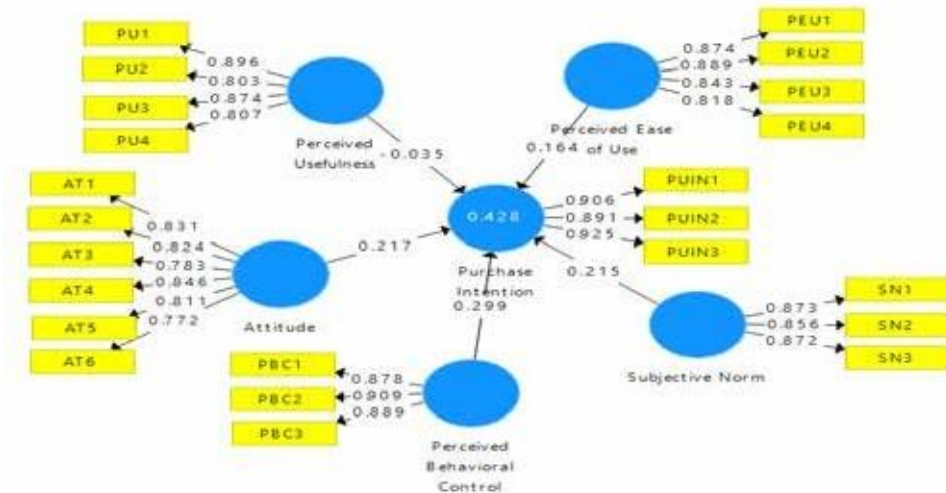 PU1
PU2
PU3
PU4
0.896
0.803
0.874
0.807
Perceived
Usefulness
-0.035
PEU1
PEU2
PEU3
PEU4
0.874
0.889
0.843
0.818
Perceived Ease
of Use
0.164
AT1
AT2
AT3
AT4
AT5
AT6
0.831
0.824
0.783
0.846
0.811
0.772
Attitude
0.217
0.428
Purchase
Intention
0.906
0.891
0.925
PUIN1
PUIN2
PUIN3
0.299
0.215
PBC1
PBC2
PBC3
0.878
0.909
0.889
Perceived
Behavioral
Control
Subjective Norm
0.873
0.856
0.872
SN1
SN2
SN3